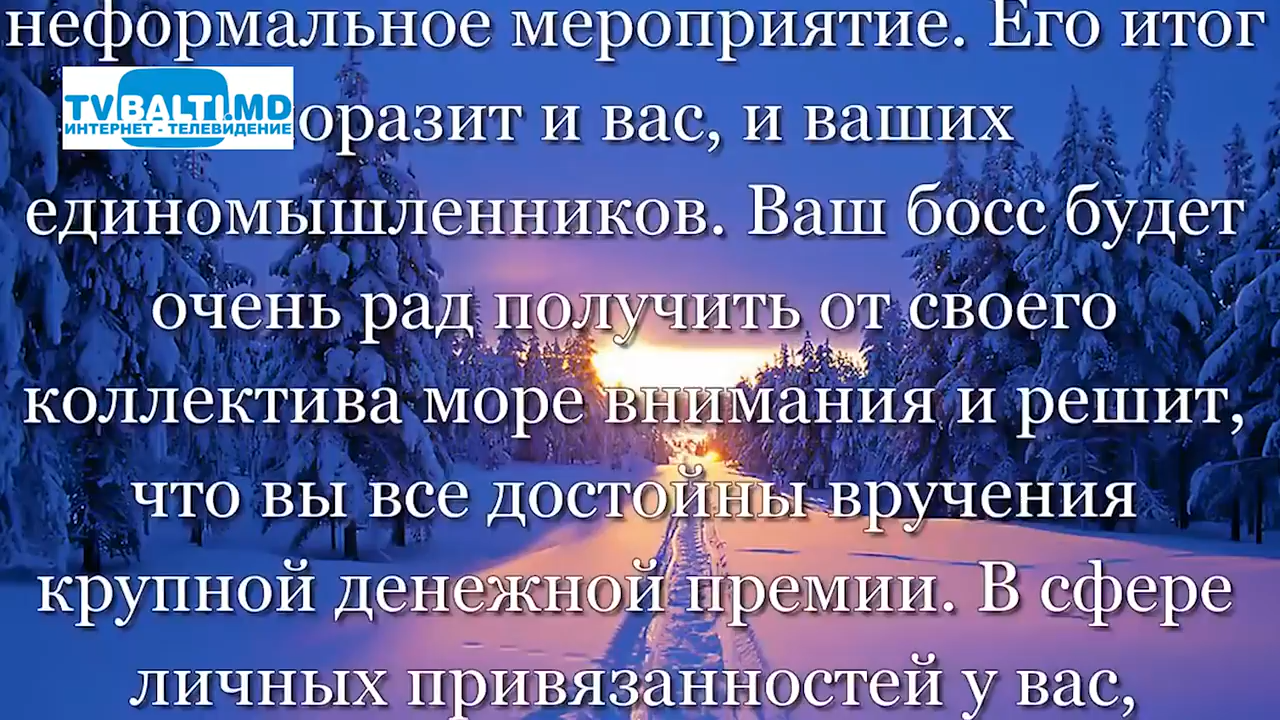 неформальное мероприятие. Его итог
TVBALTI.MD
ИНТЕРНЕТ - ТЕЛЕВИДЕНИЕ
и вас, и ваших
единомышленников. Ваш босс будет
очень рад получить от своего
коллектива море внимания и решит,
что вы все достойны вручения
крупной денежной премии. В сфере
личных привязанностей у вас,